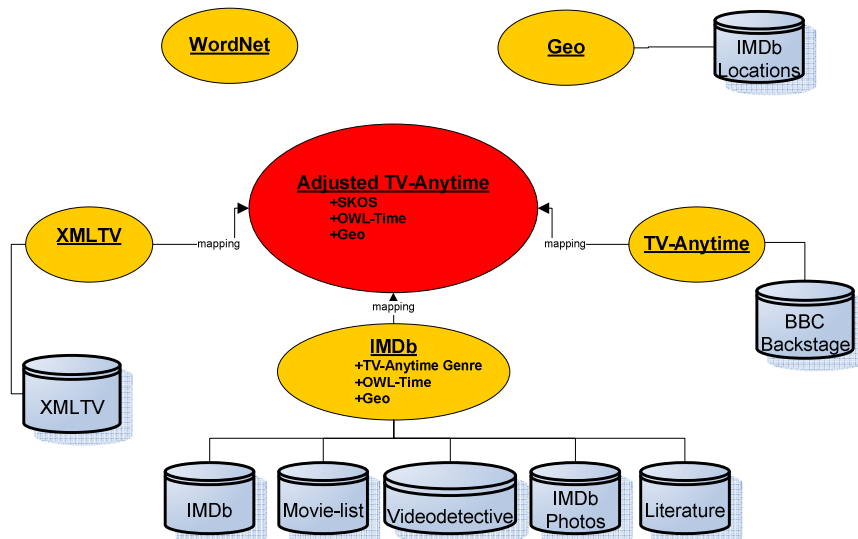 WordNet
Geo
IMDb
Locations
Adjusted TV-Anytime
+SKOS
+OWL-Time
+Geo
XMLTV
mapping
mapping
TV-Anytime
mapping
BBC
Backstage
IMDb
+TV-Anytime Genre
+OWL-Time
+Geo
XMLTV
IMDb
Movie-list
Videodetective
IMDb
Photos
Literature